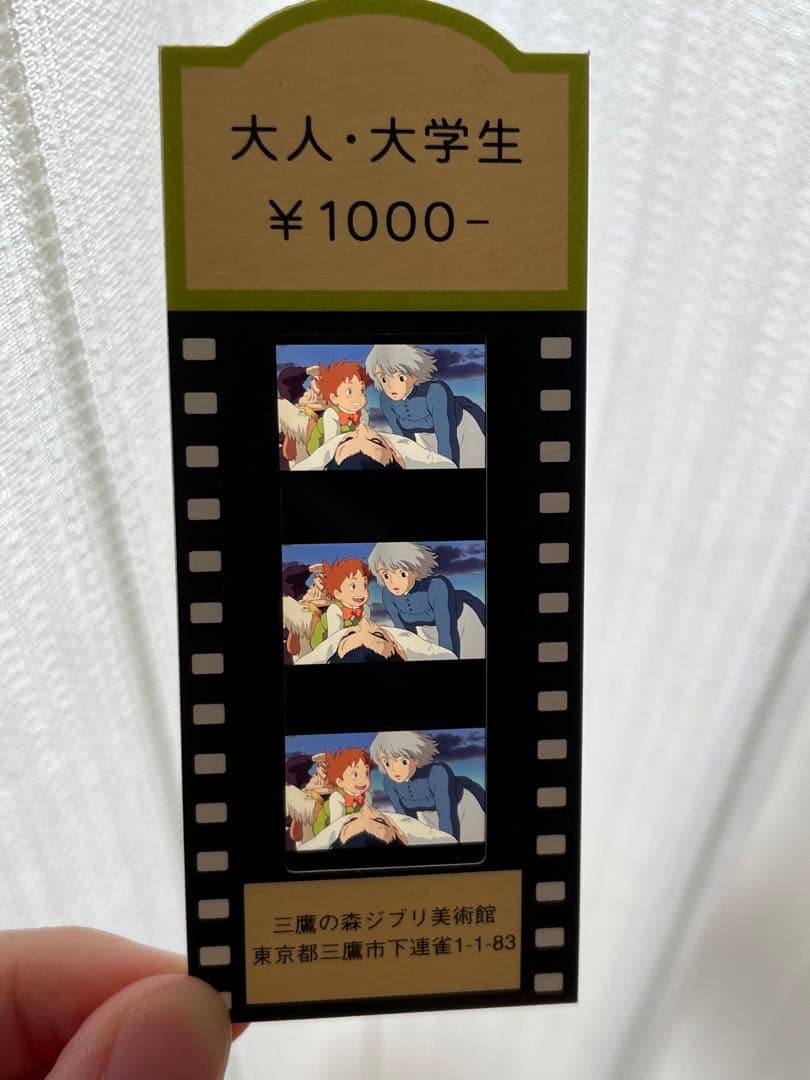 大人・大学生
¥1000-
三鷹の森ジブリ美術館
東京都三鷹市下連雀1-1-83